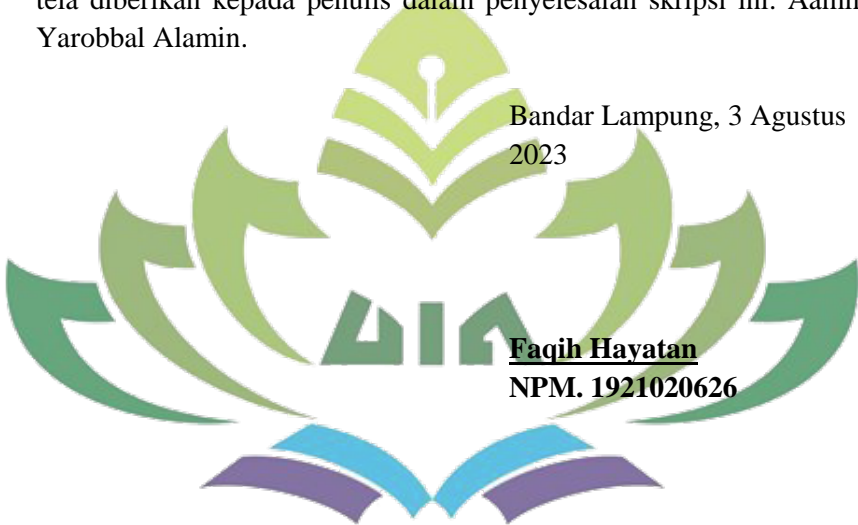 tela diberikan kepada penulis dalam penyelesaian skripsi ini. Aamiin
Yarobbal Alamin.
Bandar Lampung, 3 Agustus
2023
UIN
Faqih Hayatan
NPM. 1921020626